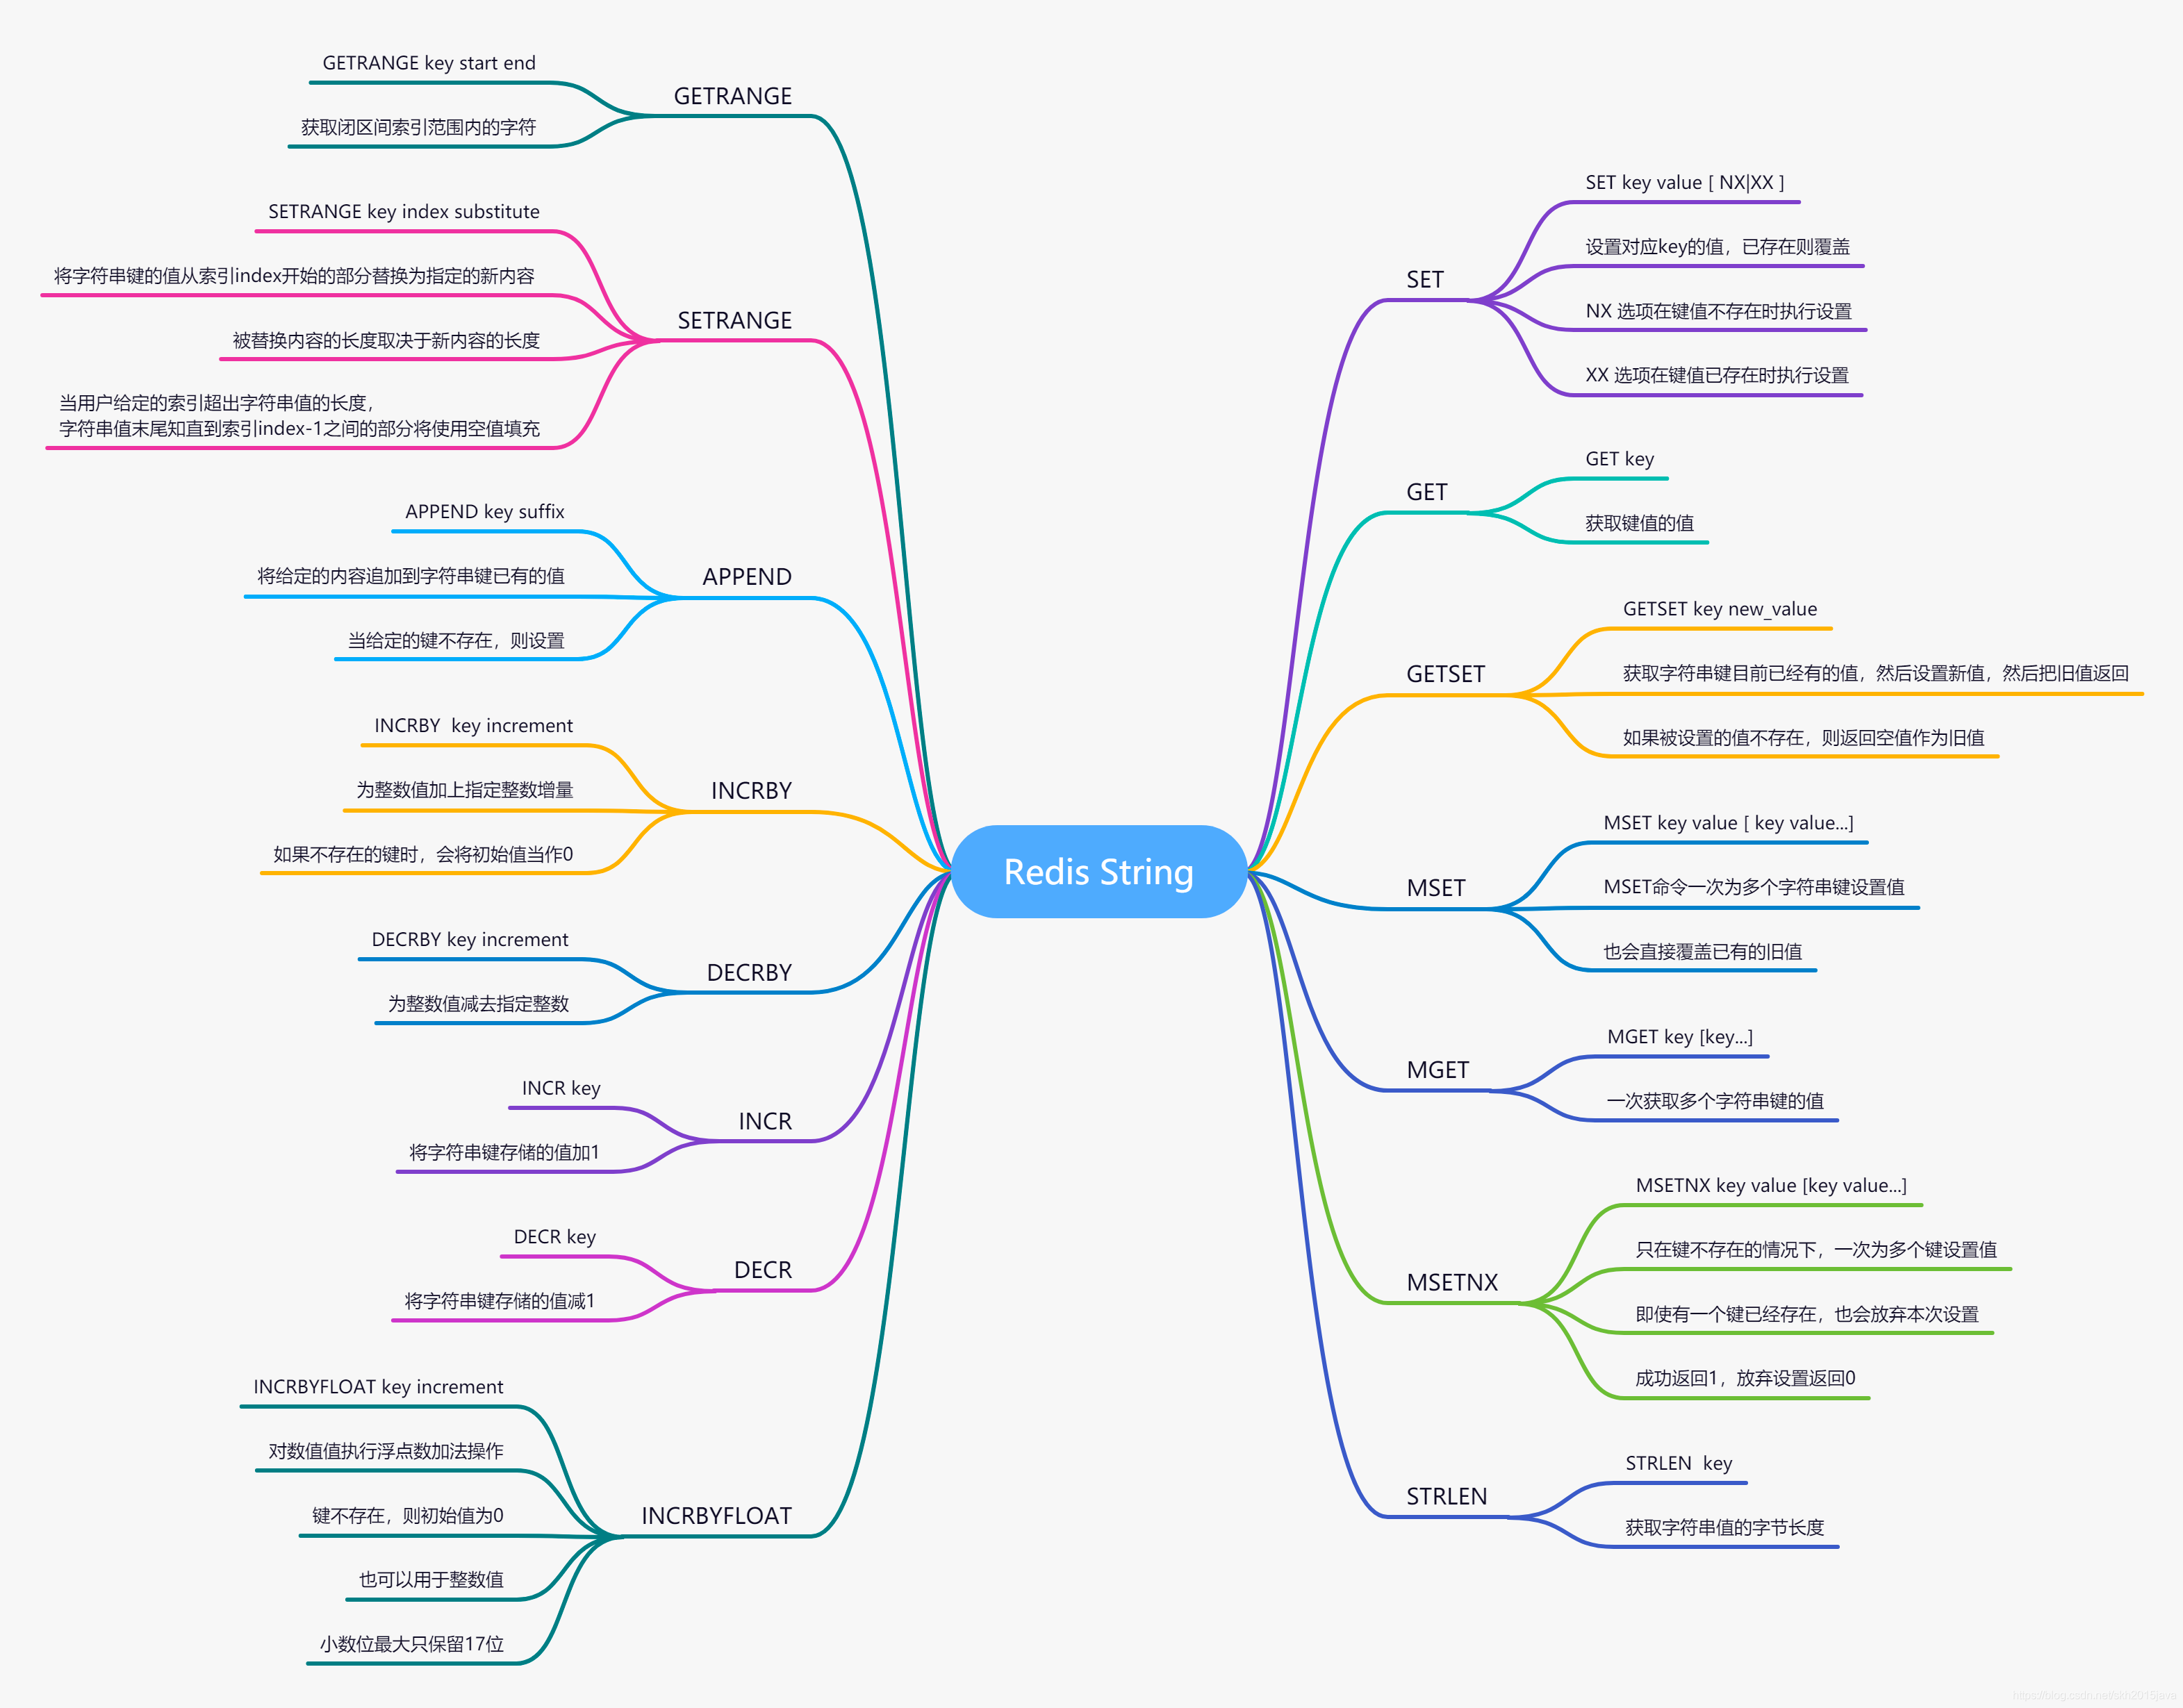 Redis String
SET
SET key value [ NX|XX ]
设置对应key的值，已存在则覆盖
NX 选项在键值不存在时执行设置
XX 选项在键值已存在时执行设置
GET
GET key
获取键值的值
GETSET
GETSET key new_value
获取字符串键目前已经有的值，然后设置新值，然后把旧值返回
如果被设置的值不存在，则返回空值作为旧值
MSET
MSET key value [ key value...]
MSET命令一次为多个字符串键设置值
也会直接覆盖已有的旧值
MGET
MGET key [key...]
一次获取多个字符串键的值
MSETNX
MSETNX key value [key value...]
只在键不存在的情况下，一次为多个键设置值
即使有一个键已经存在，也会放弃本次设置
成功返回1，放弃设置返回0
STRLEN
STRLEN  key
获取字符串值的字节长度
GETRANGE
GETRANGE key start end
获取闭区间索引范围内的字符
SETRANGE
SETRANGE key index substitute
将字符串键的值从索引index开始的部分替换为指定的新内容
被替换内容的长度取决于新内容的长度
当用户给定的索引超出字符串值的长度，
字符串值末尾知直到索引index-1之间的部分将使用空值填充
APPEND
APPEND key suffix
将给定的内容追加到字符串键已有的值
当给定的键不存在，则设置
INCRBY
INCRBY  key increment
为整数值加上指定整数增量
如果不存在的键时，会将初始值当作0
DECRBY
DECRBY key increment
为整数值减去指定整数
INCR
INCR key
将字符串键存储的值加1
DECR
DECR key
将字符串键存储的值减1
INCRBYFLOAT
INCRBYFLOAT key increment
对数值值执行浮点数加法操作
键不存在，则初始值为0
也可以用于整数值
小数位最大只保留17位
https://blog.csdn.net/skh2015java